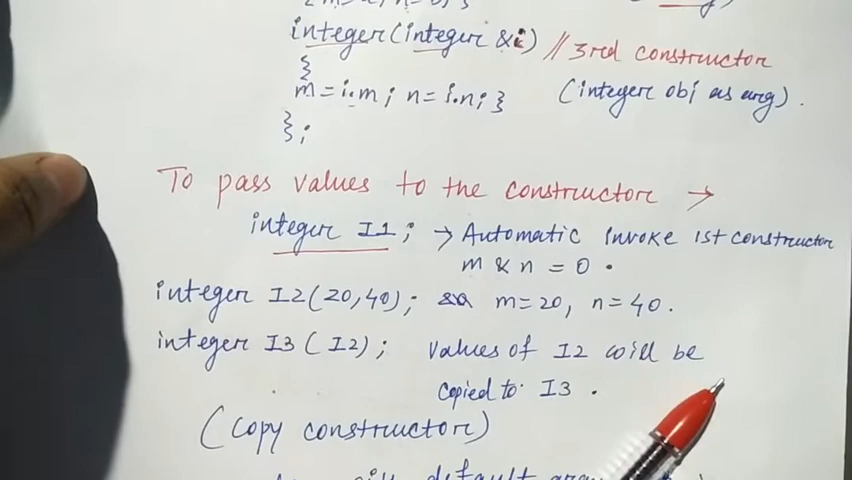 integer(integer &i) // 3rd constructor
{
m=i.m; n=i.n; } (integer obj as arg).
};
To pass values to the constructor →
integer I1; → Automatic invoke 1st constructor
m & n = 0.
integer I2(20,40); m=20, n=40.
integer I3(I2); values of I2 will be
copied to I3.
(Copy constructor)